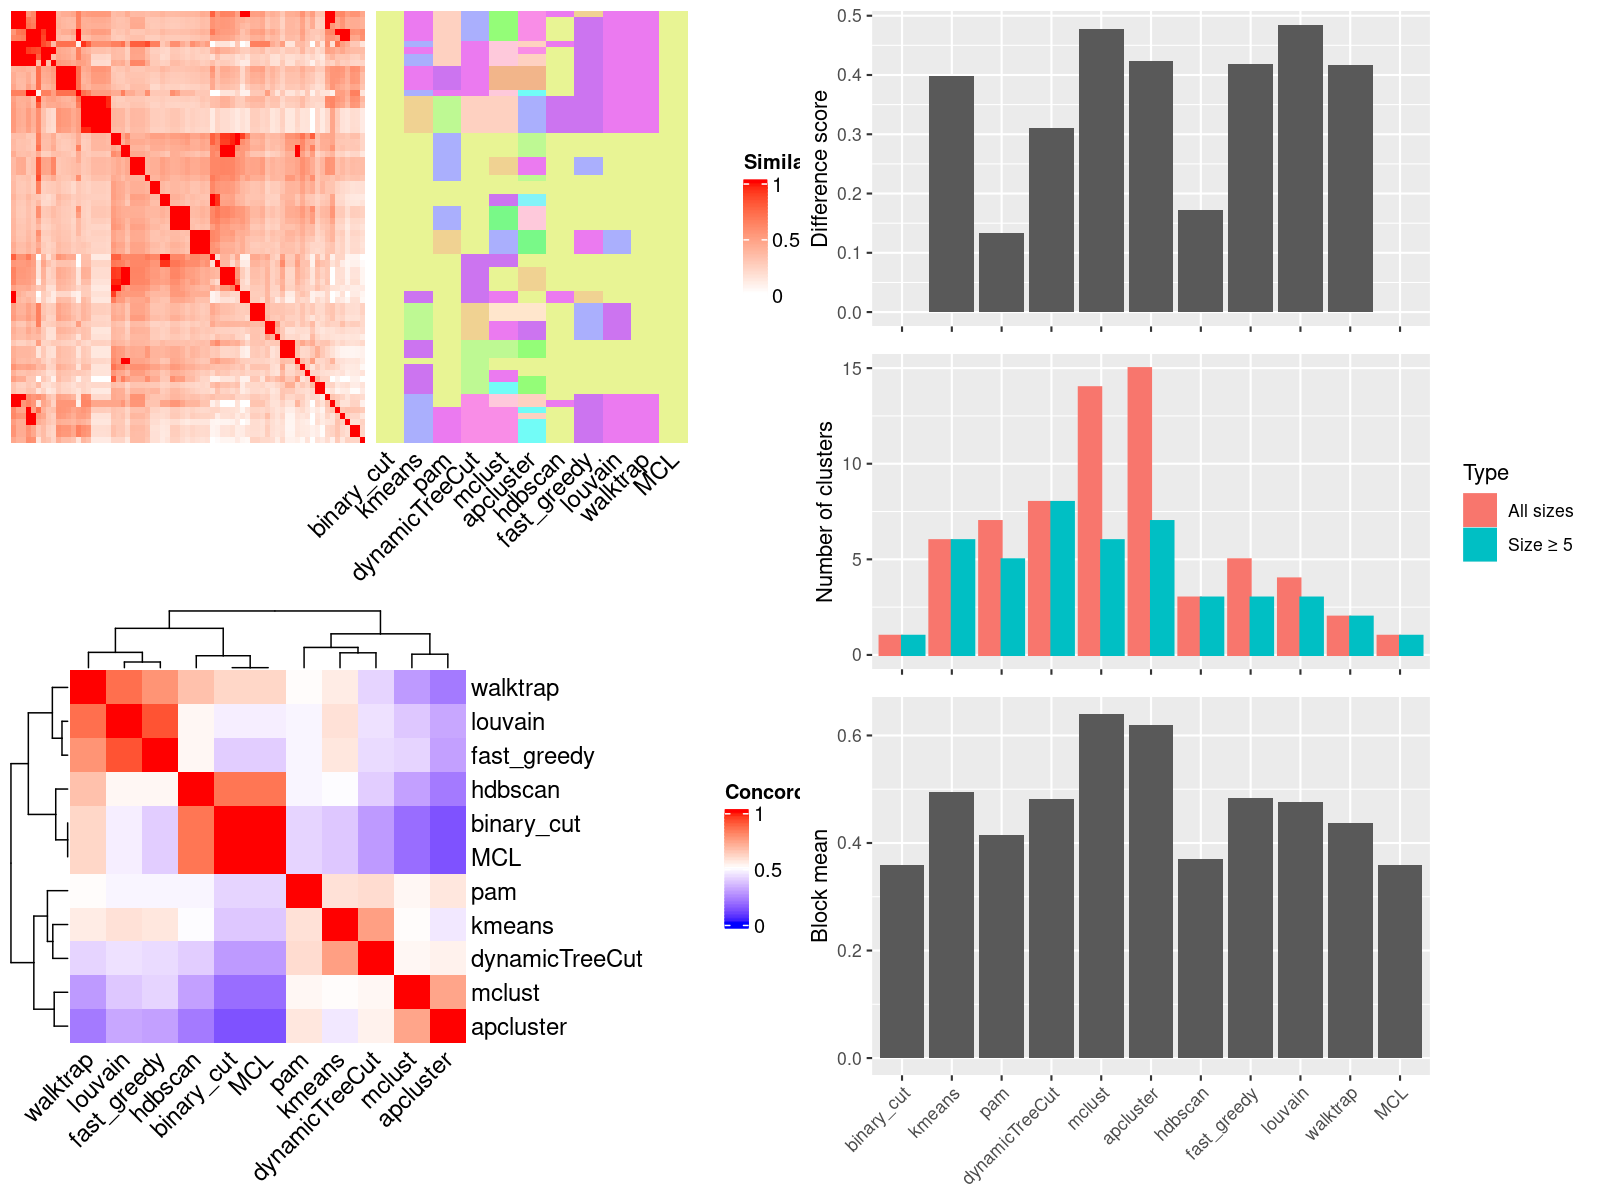 Simila
1
0.5
0
binary_cut
kmeans
pam
dynamicTreeCut
mclust
apcluster
hdbscan
fast_greedy
louvain
walktrap
MCL
Difference score
0.5
0.4
0.3
0.2
0.1
0.0
Number of clusters
15
10
5
0
Type
All sizes
Size ≥ 5
walktrap
louvain
fast_greedy
hdbscan
binary_cut
MCL
pam
kmeans
dynamicTreeCut
mclust
apcluster
walktrap
louvain
fast_greedy
hdbscan
binary_cut
MCL
pam
kmeans
dynamicTreeCut
mclust
apcluster
Concord
1
0.5
0
Block mean
0.6
0.4
0.2
0.0
binary_cut
kmeans
pam
dynamicTreeCut
mclust
apcluster
hdbscan
fast_greedy
louvain
walktrap
MCL